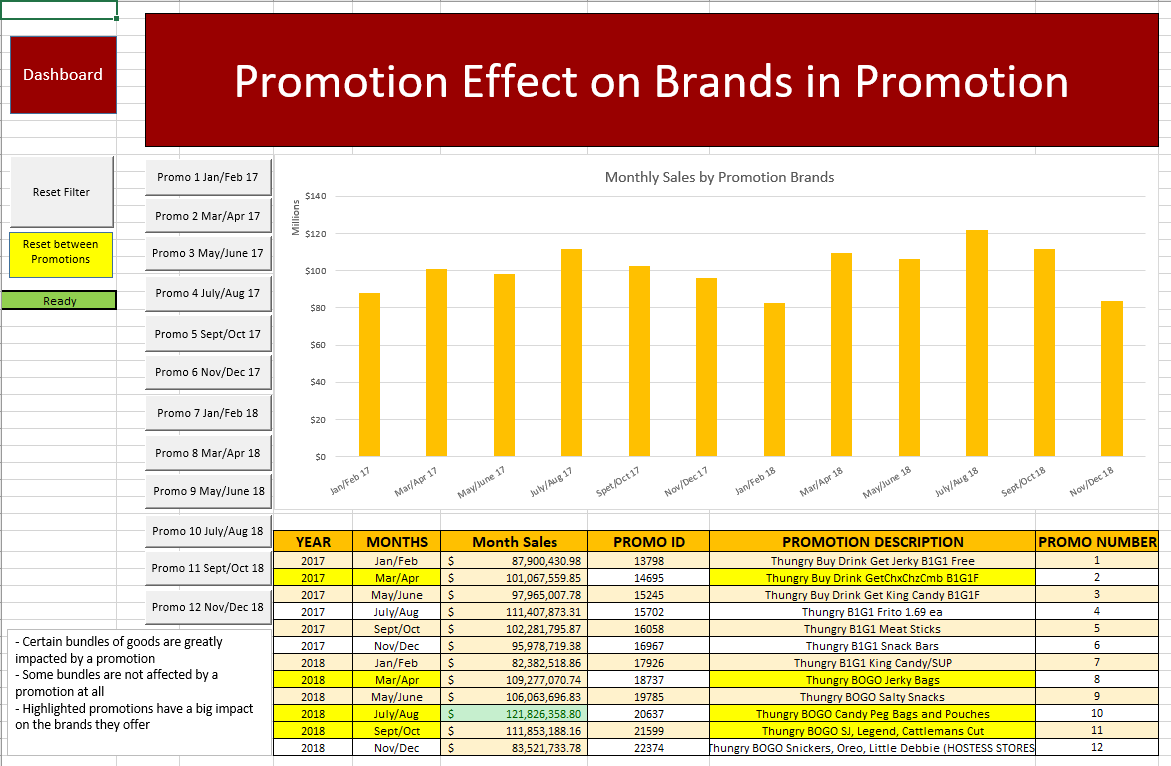 Dashboard
Promotion Effect on Brands in Promotion
Reset Filter
Reset between
Promotions
Ready
Promo 1 Jan/Feb 17
Promo 2 Mar/Apr 17
Promo 3 May/June 17
Promo 4 July/Aug 17
Promo 5 Sept/Oct 17
Promo 6 Nov/Dec 17
Promo 7 Jan/Feb 18
Promo 8 Mar/Apr 18
Promo 9 May/June 18
Promo 10 July/Aug 18
Promo 11 Sept/Oct 18
Promo 12 Nov/Dec 18
- Certain bundles of goods are greatly
impacted by a promotion
- Some bundles are not affected by a
promotion at all
- Highlighted promotions have a big impact
on the brands they offer
Monthly Sales by Promotion Brands
Millions
$140
$120
$100
$80
$60
$40
$20
$0
Jan/Feb 17
Mar/Apr 17
May/June 17
July/Aug 17
Spet/Oct 17
Nov/Dec 17
Jan/Feb 18
Mar/Apr 18
May/June 18
July/Aug 18
Sept/Oct 18
Nov/Dec 18
YEAR MONTHS Month Sales PROMO ID PROMOTION DESCRIPTION PROMO NUMBER
2017 Jan/Feb $ 87,900,430.98 13798 Thungry Buy Drink Get Jerky B1G1 Free 1
2017 Mar/Apr $ 101,067,559.85 14695 Thungry Buy Drink GetChxChzCmb B1G1F 2
2017 May/June $ 97,965,007.78 15245 Thungry Buy Drink Get King Candy B1G1F 3
2017 July/Aug $ 111,407,873.31 15702 Thungry B1G1 Frito 1.69 ea 4
2017 Sept/Oct $ 102,281,795.87 16058 Thungry B1G1 Meat Sticks 5
2017 Nov/Dec $ 95,978,719.38 16967 Thungry B1G1 Snack Bars 6
2018 Jan/Feb $ 82,382,518.86 17926 Thungry B1G1 King Candy/SUP 7
2018 Mar/Apr $ 109,277,070.74 18737 Thungry BOGO Jerky Bags 8
2018 May/June $ 106,063,696.83 19785 Thungry BOGO Salty Snacks 9
2018 July/Aug $ 121,826,358.80 20637 Thungry BOGO Candy Peg Bags and Pouches 10
2018 Sept/Oct $ 111,853,188.16 21599 Thungry BOGO SJ, Legend, Cattlemans Cut 11
2018 Nov/Dec $ 83,521,733.78 22374 Thungry BOGO Snickers, Oreo, Little Debbie (HOSTESS STORES 12